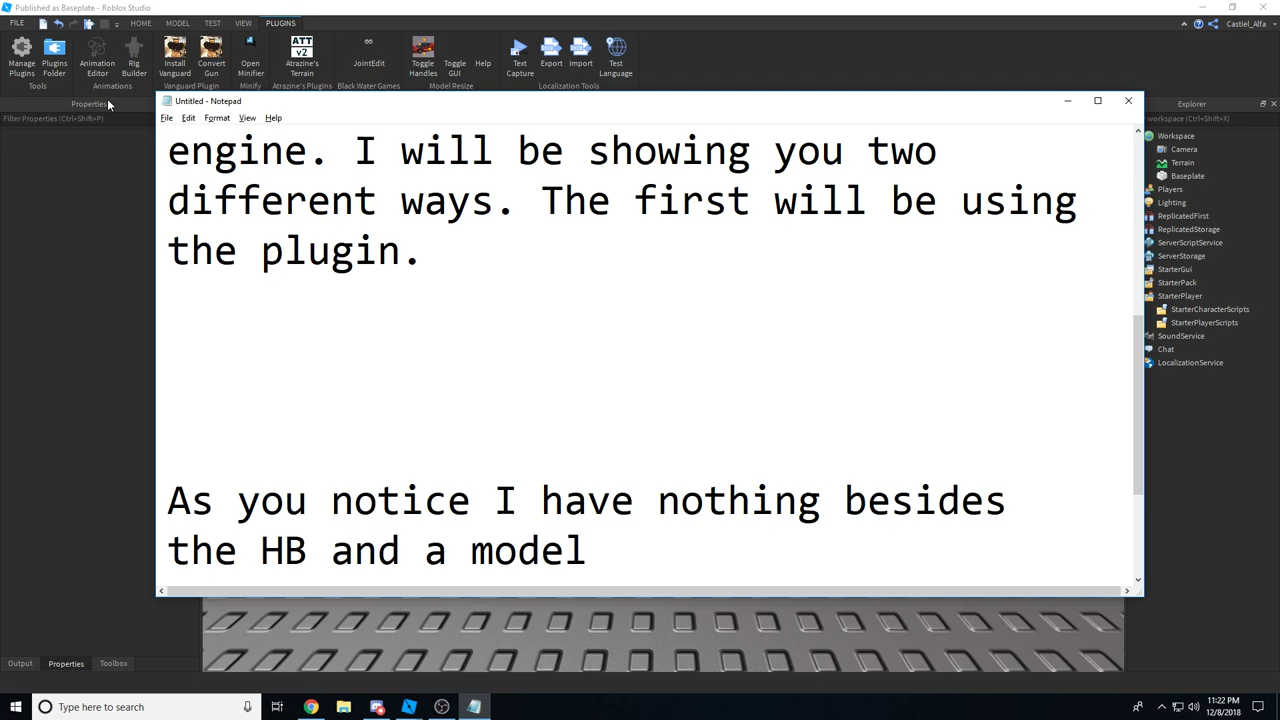 Published as Baseplate - Roblox Studio
FILE HOME MODEL TEST VIEW PLUGINS Castiel_Alfa
Manage Plugins
Plugins Folder
Tools
Animation Editor
Rig Builder
Animations
Install Vanguard
Convert Gun
Vanguard Plugin
Open Minifier
Minify
ATT v2
Atrazine's Terrain
Atrazine's Plugins
JointEdit
Black Water Games
Toggle Handles
Toggle GUI
Help
Model Resize
Text Capture
Export
Import
Test Language
Localization Tools
Properties
Filter Properties (Ctrl+Shift+P)
Untitled - Notepad
File Edit Format View Help
engine. I will be showing you two
different ways. The first will be using
the plugin.
As you notice I have nothing besides
the HB and a model
Explorer
workspace (Ctrl+Shift+X)
Workspace
Camera
Terrain
Baseplate
Players
Lighting
ReplicatedFirst
ReplicatedStorage
ServerScriptService
ServerStorage
StarterGui
StarterPack
StarterPlayer
StarterCharacterScripts
StarterPlayerScripts
SoundService
Chat
LocalizationService
Output Properties Toolbox
Type here to search
11:22 PM
12/8/2018